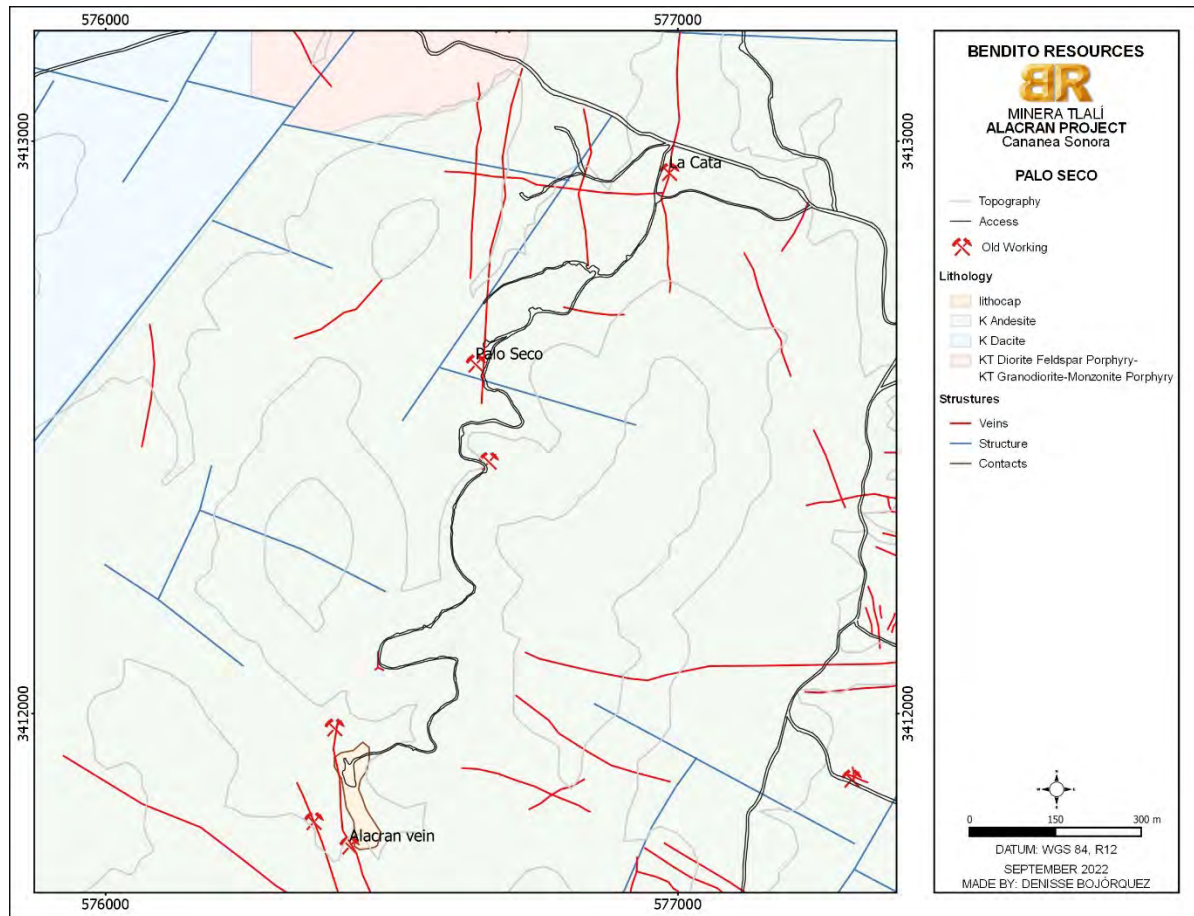 576000
577000
3413000
3413000
La Cata
Palo Seco
3412000
3412000
Alacran vein
576000
577000
BENDITO RESOURCES
BR
MINERA TLALÍ
ALACRAN PROJECT
Cananea Sonora
PALO SECO
Topography
Access
Old Working
Lithology
lithocap
K Andesite
K Dacite
KT Diorite Feldspar Porphyry-
KT Granodiorite-Monzonite Porphyry
Structures
Veins
Structure
Contacts
0 150 300 m
DATUM: WGS 84, R12
SEPTEMBER 2022
MADE BY: DENISSE BOJÓRQUEZ